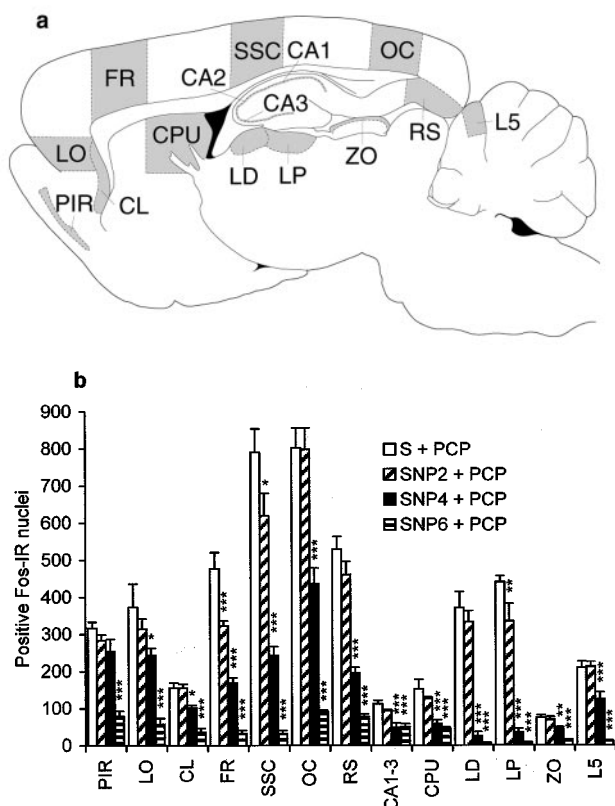 a
FR
SSC
OC
CA1
CA2
CA3
CPU
RS
L5
LO
ZO
LD
LP
PIR
CL
b
Positive Fos-IR nuclei
900
800
700
600
500
400
300
200
100
0
S + PCP
SNP2 + PCP
SNP4 + PCP
SNP6 + PCP
***
*
***
*
***
***
***
***
*
***
***
***
***
***
***
***
***
***
***
***
***
**
***
***
**
***
***
***
PIR
LO
CL
FR
SSC
OC
RS
CA1-3
CPU
LD
LP
ZO
L5